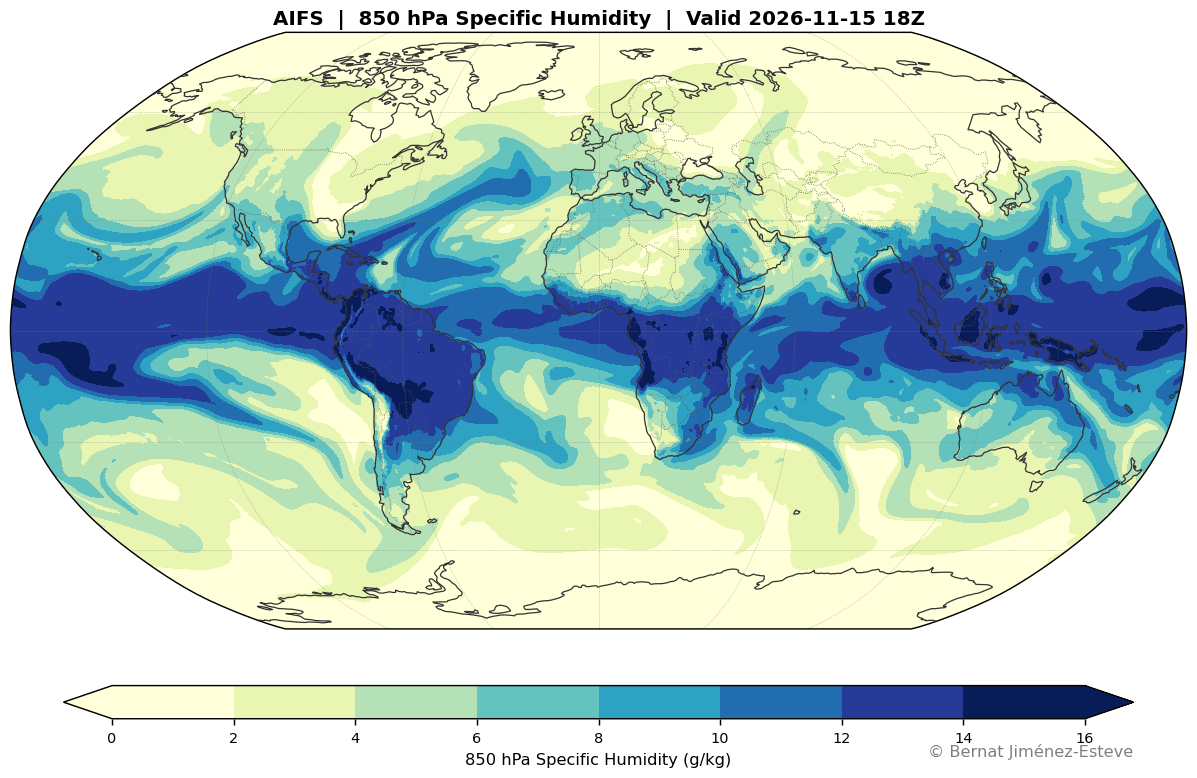 AIFS | 850 hPa Specific Humidity | Valid 2026-11-15 18Z
0 2 4 6 8 10 12 14 16
850 hPa Specific Humidity (g/kg)
© Bernat Jiménez-Esteve